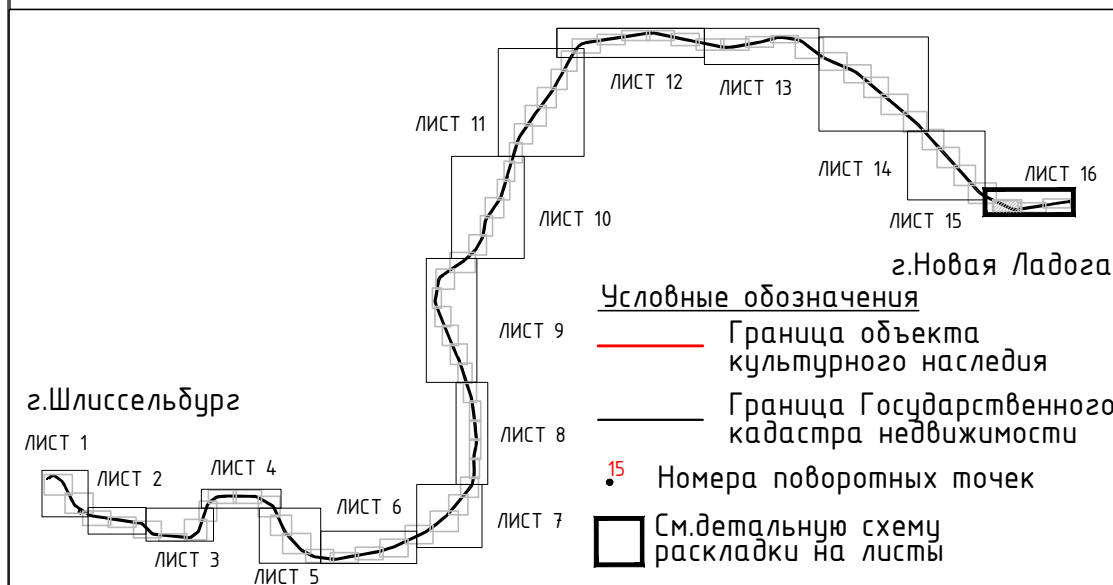 ЛИСТ 12
ЛИСТ 13
ЛИСТ 11
ЛИСТ 14
ЛИСТ 16
ЛИСТ 10
ЛИСТ 15
г.Новая Ладога
Условные обозначения
Граница объекта
культурного наследия
ЛИСТ 9
г.Шлиссельбург
Граница Государственного
кадастра недвижимости
ЛИСТ 1
ЛИСТ 8
ЛИСТ 2
ЛИСТ 4
15
Номера поворотных точек
ЛИСТ 6
ЛИСТ 7
ЛИСТ 3
См.детальную схему
раскладки на листы
ЛИСТ 5